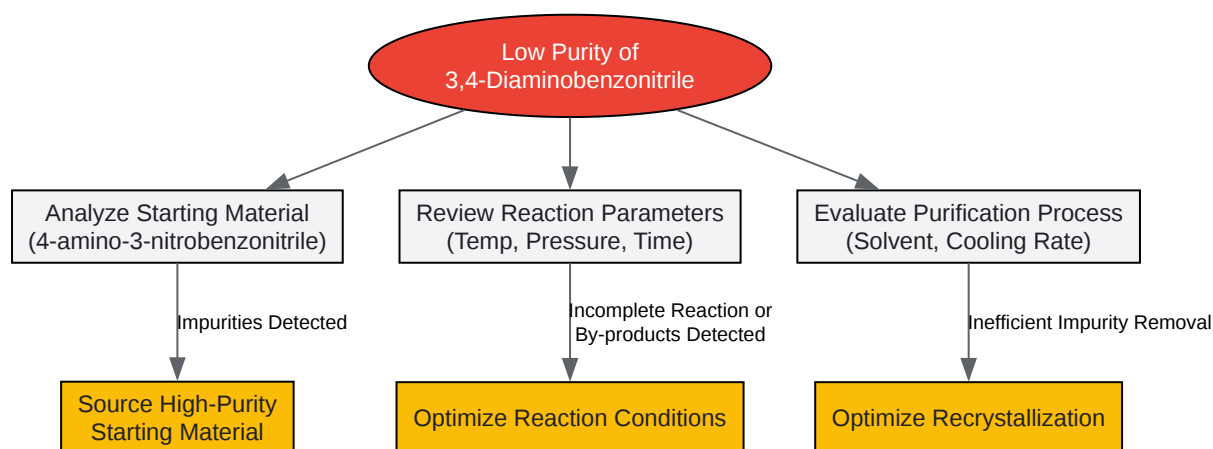 Low Purity of
3,4-Diaminobenzonitrile
Analyze Starting Material
(4-amino-3-nitrobenzonitrile)
Review Reaction Parameters
(Temp, Pressure, Time)
Evaluate Purification Process
(Solvent, Cooling Rate)
Impurities Detected
Incomplete Reaction or
By-products Detected
Inefficient Impurity Removal
Source High-Purity
Starting Material
Optimize Reaction Conditions
Optimize Recrystallization